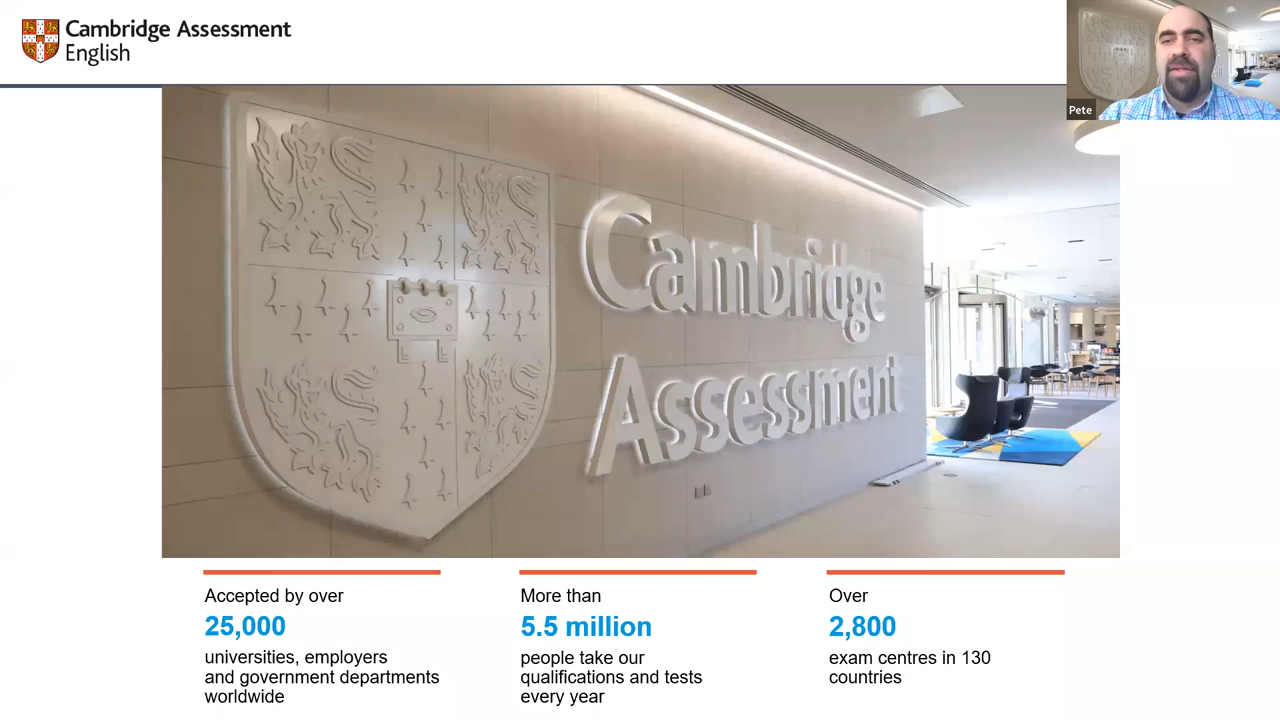 Cambridge Assessment
English
Pete
Cambridge
Assessment
Accepted by over
25,000
universities, employers
and government departments
worldwide
More than
5.5 million
people take our
qualifications and tests
every year
Over
2,800
exam centres in 130
countries